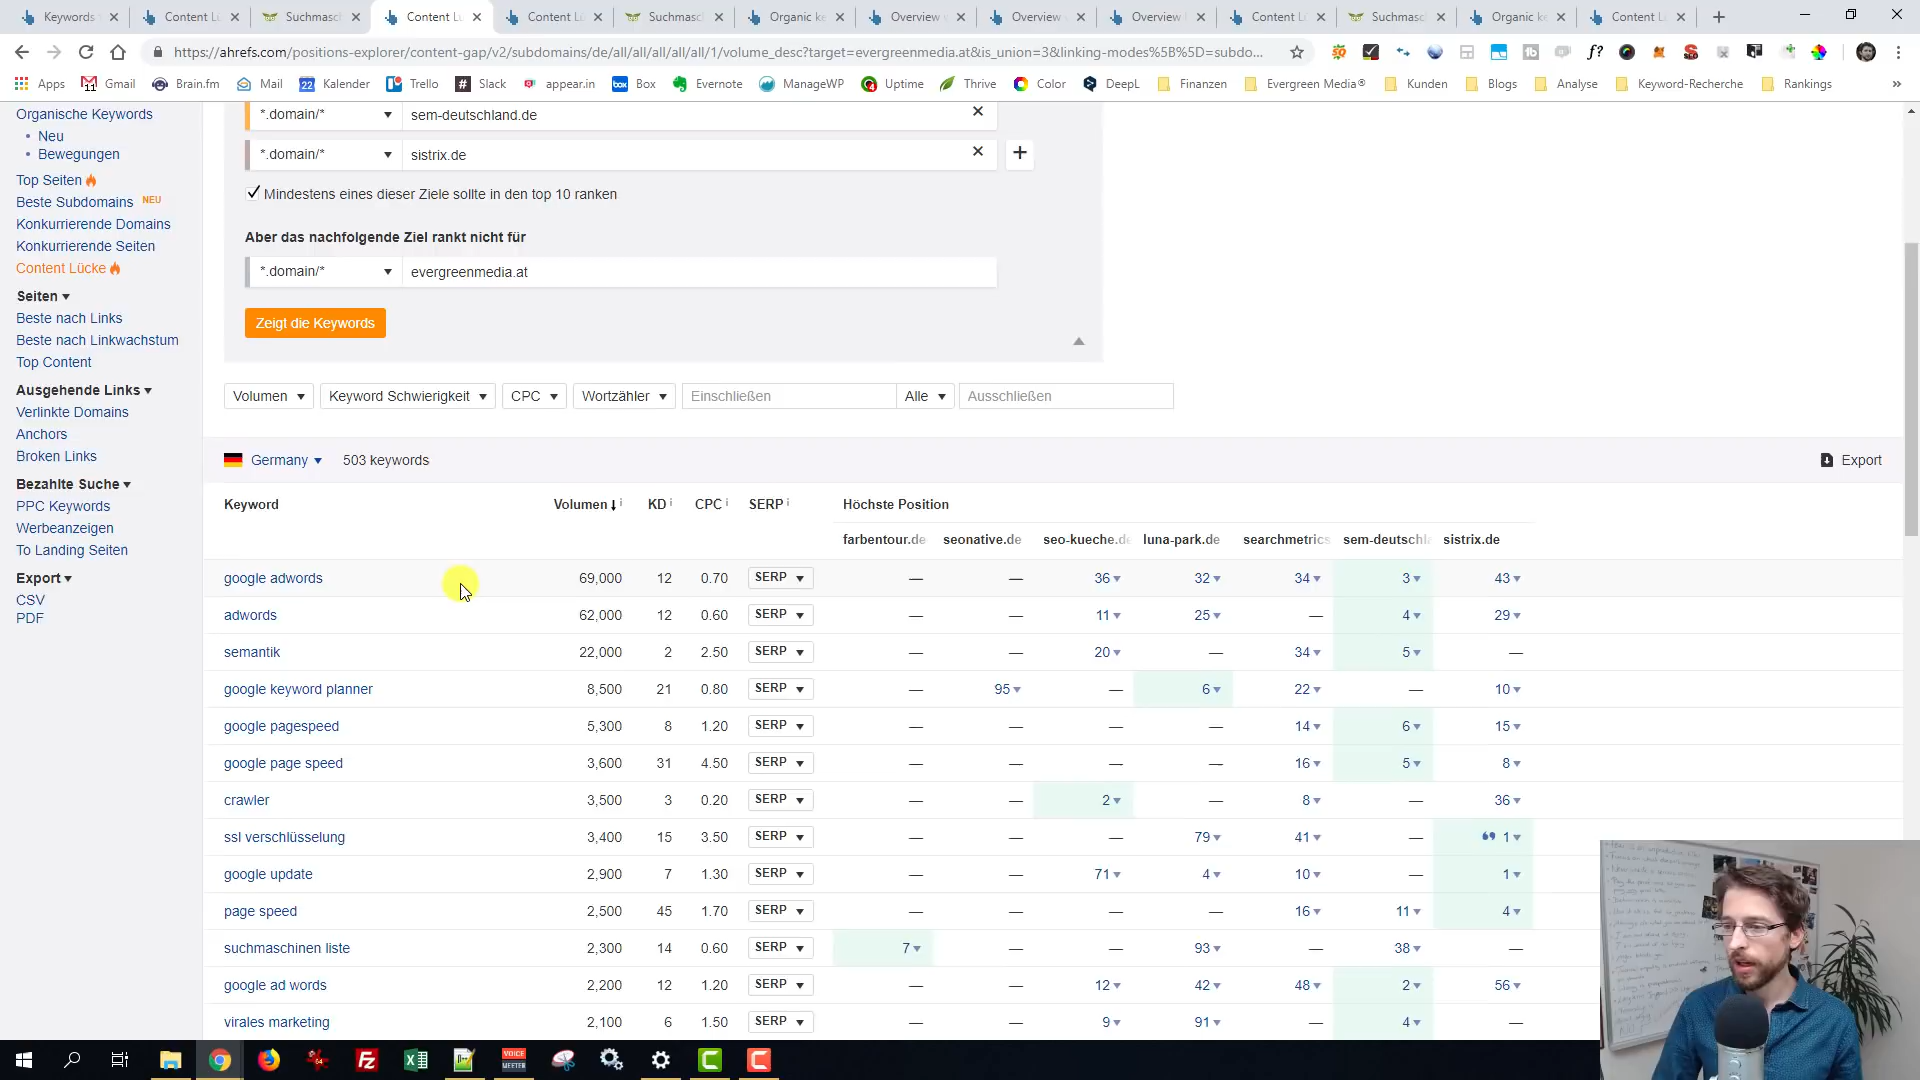 Keywords
Content Lü
Suchmasc
Content Lü
Content Lü
Suchmasc
Organic ke
Overview
Overview
Overview
Content L
Suchmasc
Organic ke
Content L
https://ahrefs.com/positions-explorer/content-gap/v2/subdomains/de/all/all/all/all/all/1/volume_desc?target=evergreenmedia.at&is_union=3&linking-modes%5B%5D=subdo...
Apps
Gmail
Brain.fm
Mail
22 Kalender
Trello
# Slack
appear.in
box Box
Evernote
ManageWP
Uptime
Thrive
Color
DeepL
Finanzen
Evergreen Media®
Kunden
Blogs
Analyse
Keyword-Recherche
Rankings
»
Organische Keywords
Neu
Bewegungen
Top Seiten
Beste Subdomains NEU
Konkurrierende Domains
Konkurrierende Seiten
Content Lücke
Seiten
Beste nach Links
Beste nach Linkwachstum
Top Content
Ausgehende Links
Verlinkte Domains
Anchors
Broken Links
Bezahlte Suche
PPC Keywords
Werbeanzeigen
To Landing Seiten
Export
CSV
PDF
*.domain/* sem-deutschland.de
*.domain/* sistrix.de
Mindestens eines dieser Ziele sollte in den top 10 ranken
Aber das nachfolgende Ziel rankt nicht für
*.domain/* evergreenmedia.at
Zeigt die Keywords
Volumen Keyword Schwierigkeit CPC Wortzähler Einschließen Alle Ausschließen
Germany 503 keywords Export
Keyword Volumen KD CPC SERP Höchste Position
farbentour.de seonative.de seo-kueche.de luna-park.de searchmetrics sem-deutschla sistrix.de
google adwords 69,000 12 0.70 SERP — — 36 32 34 3 43
adwords 62,000 12 0.60 SERP — — 11 25 — 4 29
semantik 22,000 2 2.50 SERP — — 20 — 34 5 —
google keyword planner 8,500 21 0.80 SERP — 95 — 6 22 — 10
google pagespeed 5,300 8 1.20 SERP — — — — 14 6 15
google page speed 3,600 31 4.50 SERP — — — — 16 5 8
crawler 3,500 3 0.20 SERP — — 2 — 8 — 36
ssl verschlüsselung 3,400 15 3.50 SERP — — — 79 41 — 1
google update 2,900 7 1.30 SERP — — 71 4 10 — 1
page speed 2,500 45 1.70 SERP — — — — 16 11 4
suchmaschinen liste 2,300 14 0.60 SERP 7 — — 93 — 38 —
google ad words 2,200 12 1.20 SERP — — 12 42 48 2 56
virales marketing 2,100 6 1.50 SERP — — 9 91 — 4 —
VOICE
MEETER